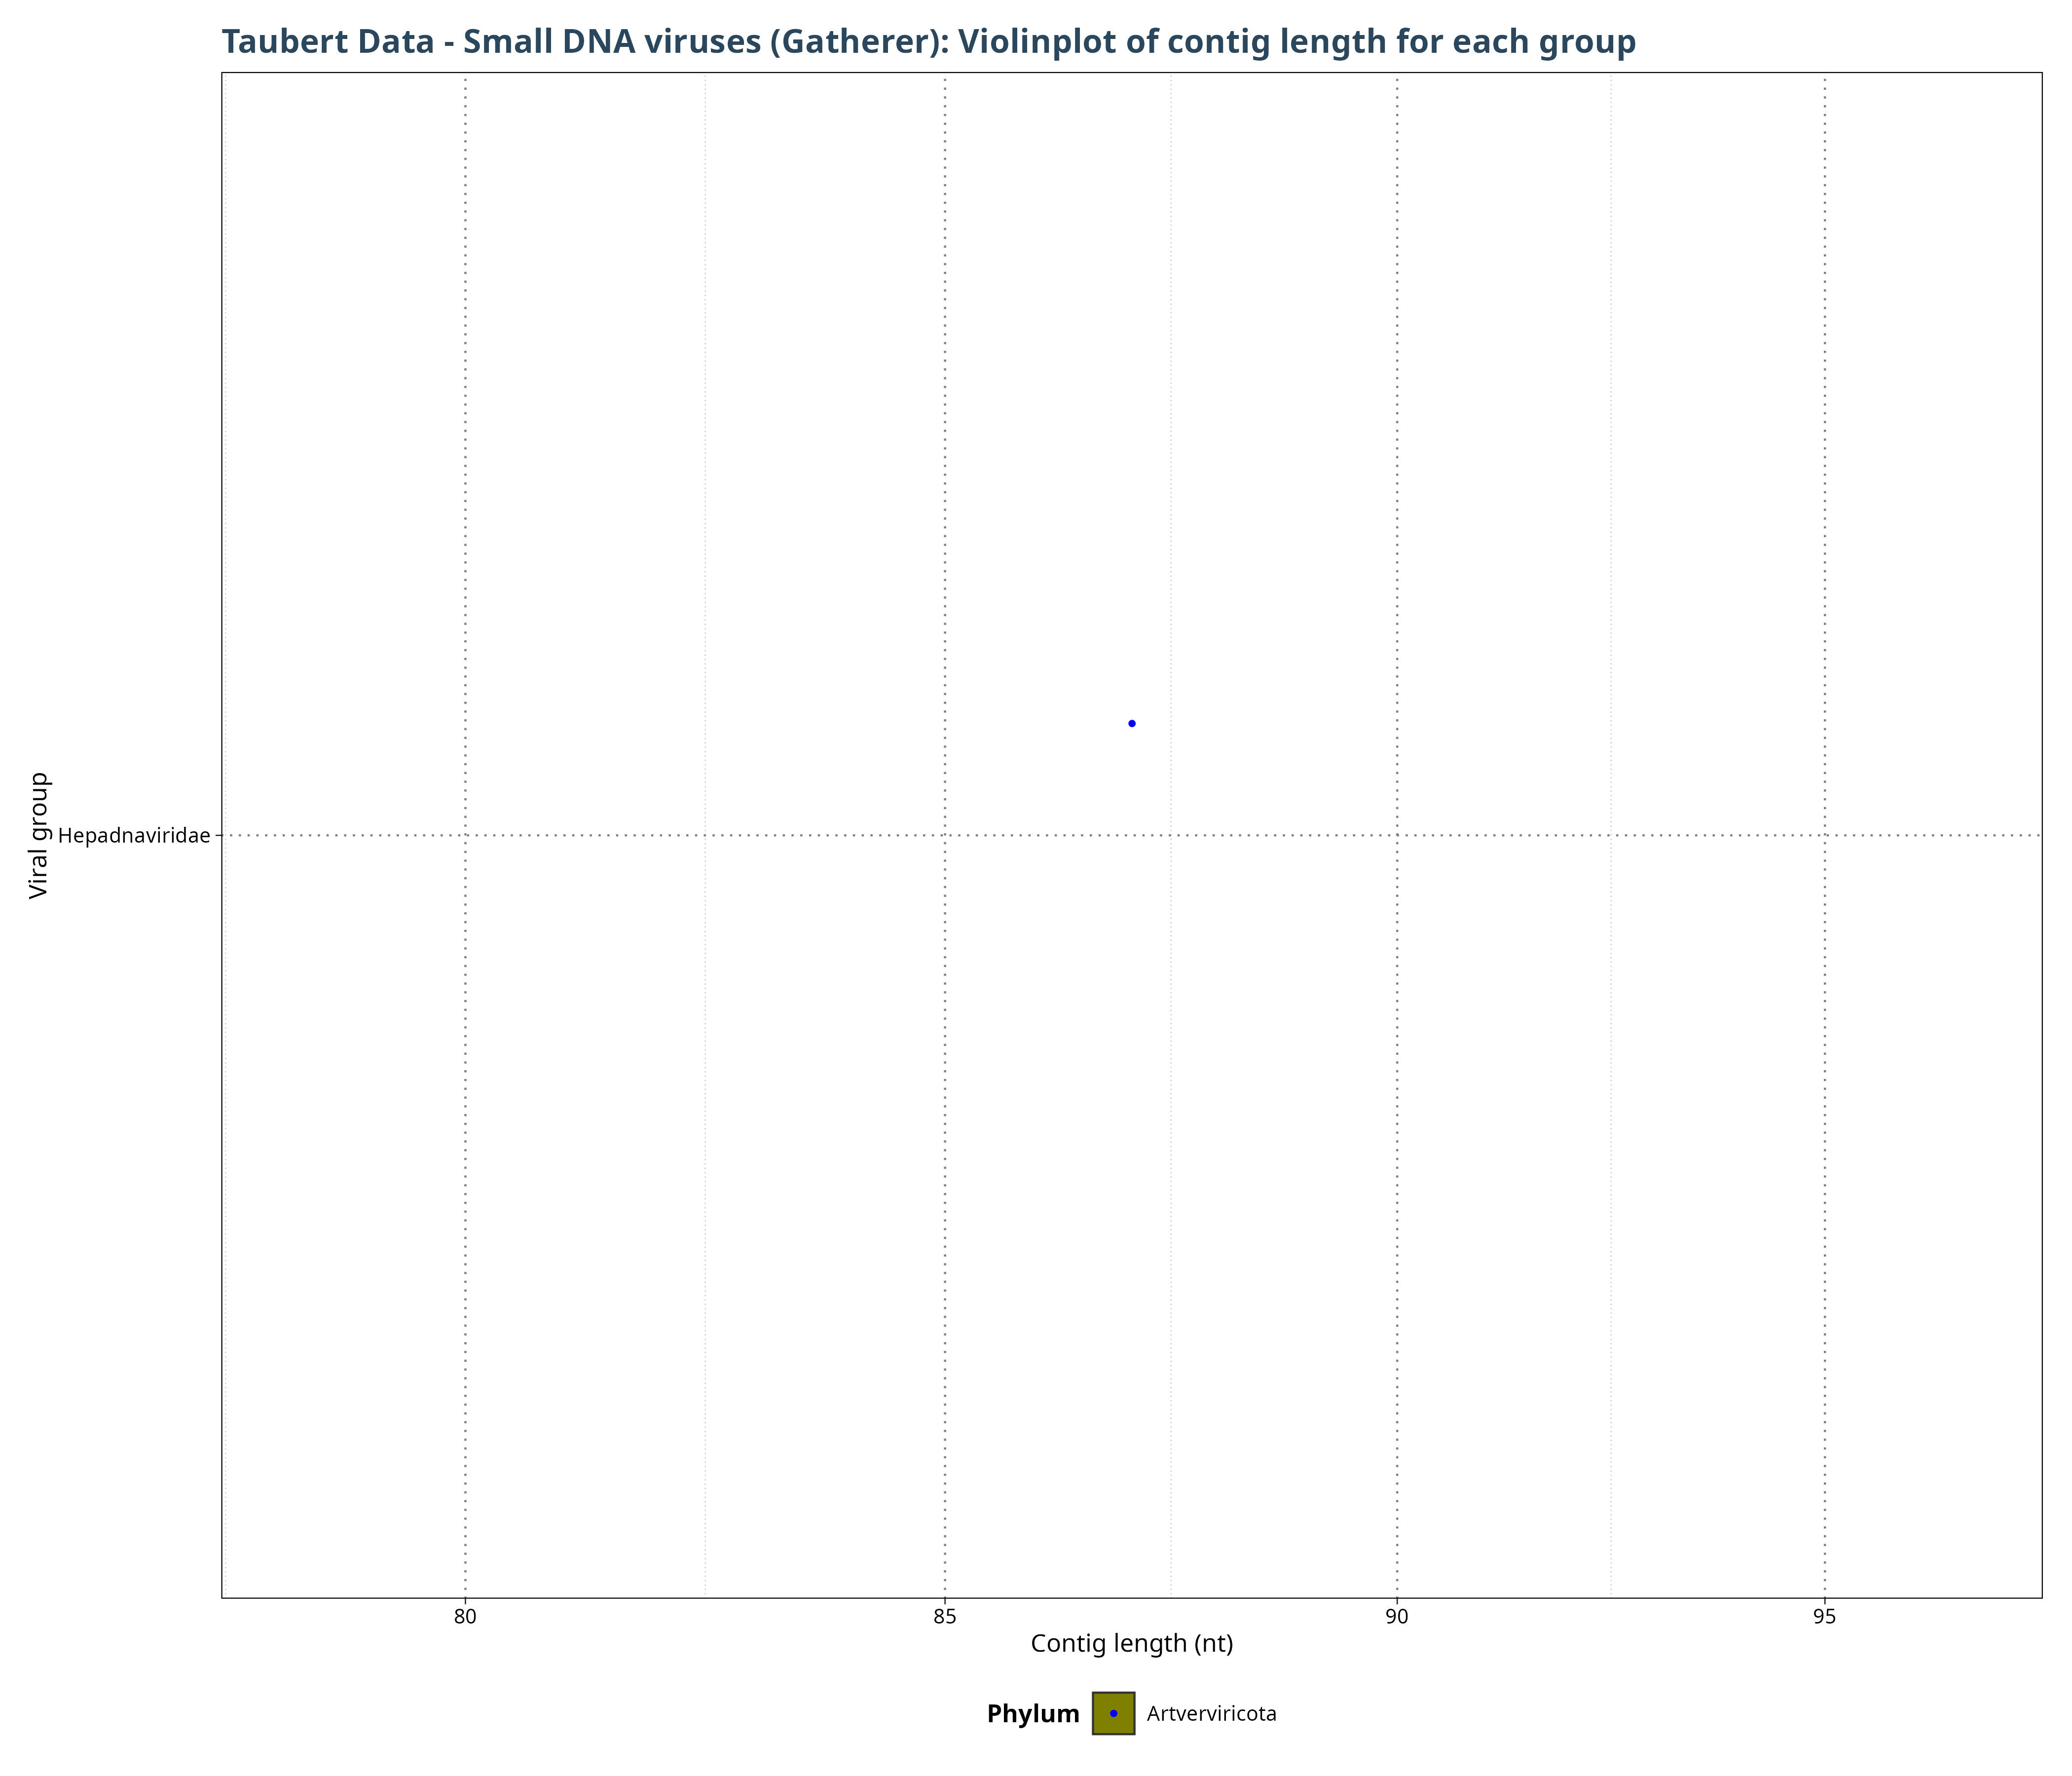 Taubert Data - Small DNA viruses (Gatherer): Violinplot of contig length for each group
Viral group
Hepadnaviridae
80 85 90 95
Contig length (nt)
Phylum Artverviricota